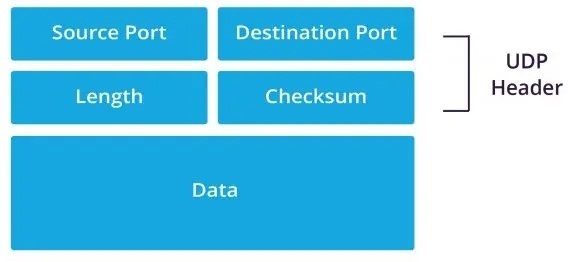 Source Port
Destination Port
UDP
Header
Length
Checksum
Data